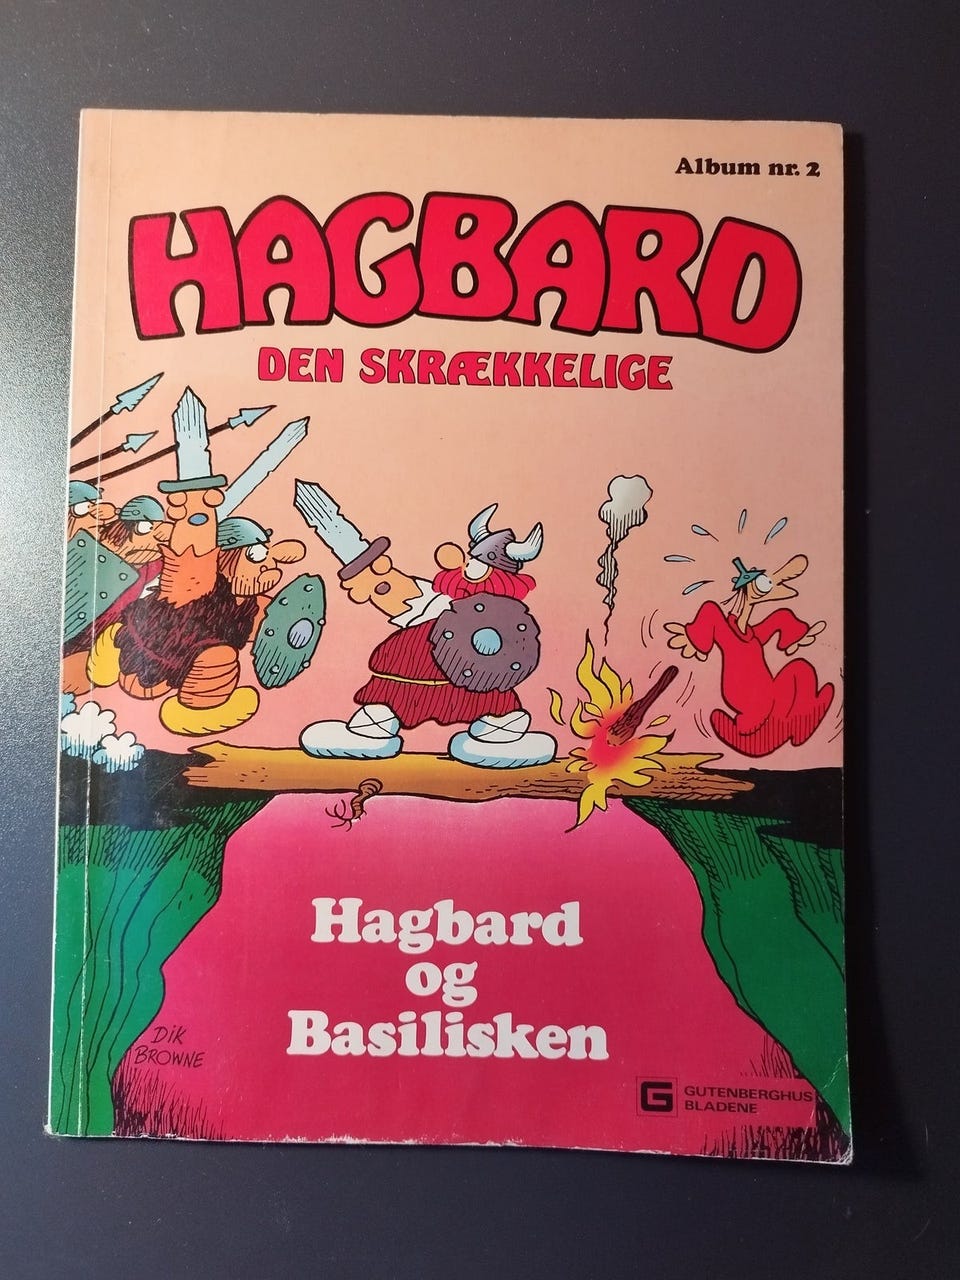 Album nr. 2
HAGBARD
DEN SKRÆKKELIGE
Hagbard
og
Basilisken
DIK
BROWNE
G GUTENBERGHUS
BLADENE